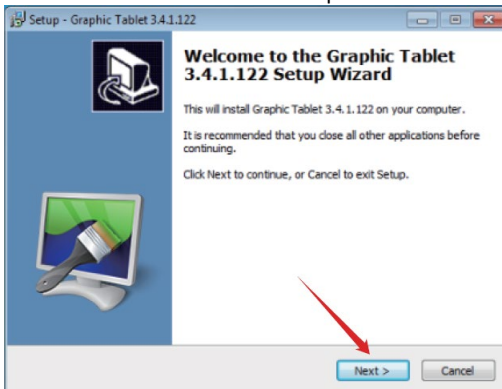 Setup - Graphic Tablet 3.4.1.122
Welcome to the Graphic Tablet
3.4.1.122 Setup Wizard
This will install Graphic Tablet 3.4.1.122 on your computer.
It is recommended that you close all other applications before
continuing.
Click Next to continue, or Cancel to exit Setup.
Next >
Cancel